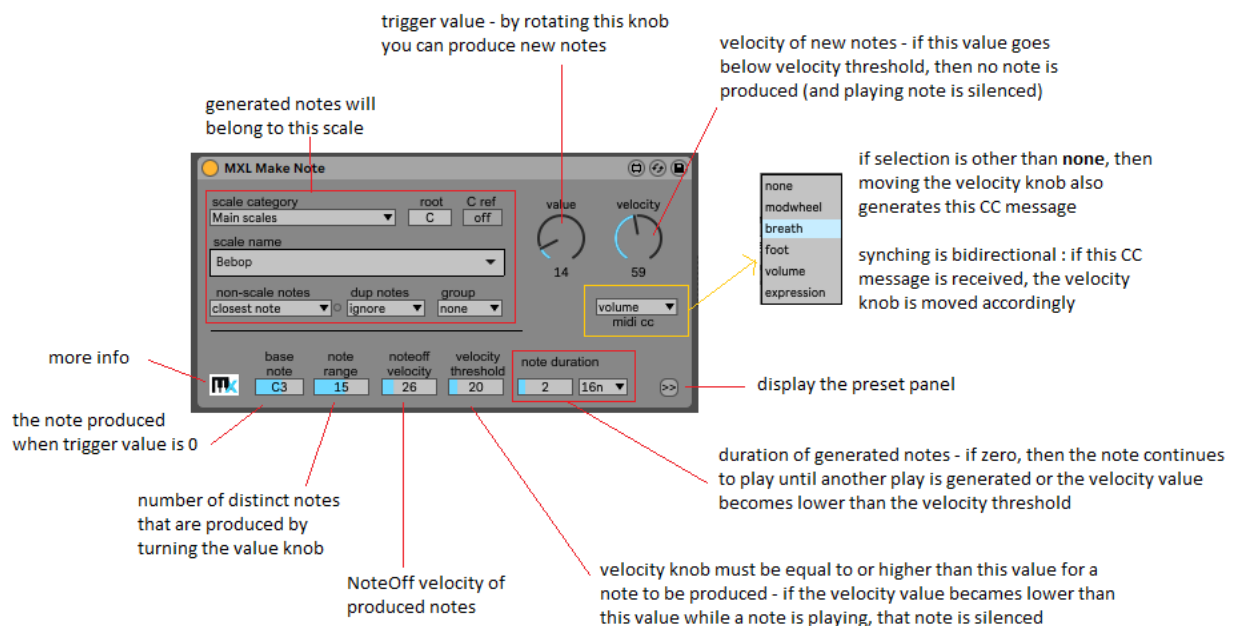 trigger value - by rotating this knob
you can produce new notes
velocity of new notes - if this value goes
below velocity threshold, then no note is
produced (and playing note is silenced)
generated notes will
belong to this scale
MXL Make Note
scale category
root
C ref
Main scales
C
off
scale name
Bebop
non-scale notes
dup notes
group
closest note
ignore
none
value
velocity
14
59
volume
midi cc
none
modwheel
breath
foot
volume
expression
if selection is other than none, then
moving the velocity knob also
generates this CC message
synching is bidirectional : if this CC
message is received, the velocity
knob is moved accordingly
more info
mx
base
note
C3
note
range
15
noteoff
velocity
26
velocity
threshold
20
note duration
2
16n
>>
display the preset panel
the note produced
when trigger value is 0
number of distinct notes
that are produced by
turning the value knob
NoteOff velocity of
produced notes
duration of generated notes - if zero, then the note continues
to play until another play is generated or the velocity value
becomes lower than the velocity threshold
velocity knob must be equal to or higher than this value for a
note to be produced - if the velocity value becames lower than
this value while a note is playing, that note is silenced